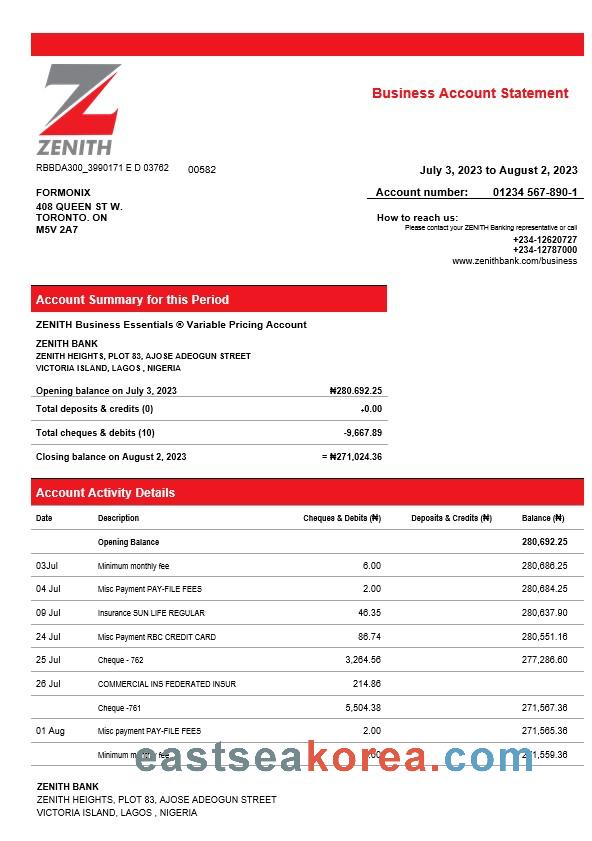 Business Account Statement
ZENITH
RBBDA300_3990171 E D 03762 00582
July 3, 2023 to August 2, 2023
Account number: 01234 567-890-1
FORMONIX
408 QUEEN ST W.
TORONTO. ON
M5V 2A7
How to reach us:
Please contact your ZENITH Banking representative or call
+234-12620727
+234-12787000
www.zenithbank.com/business
Account Summary for this Period
ZENITH Business Essentials ® Variable Pricing Account
ZENITH BANK
ZENITH HEIGHTS, PLOT 83, AJOSE ADEOGUN STREET
VICTORIA ISLAND, LAGOS , NIGERIA
Opening balance on July 3, 2023 ₦280.692.25
Total deposits & credits (0) +0.00
Total cheques & debits (10) -9,667.89
Closing balance on August 2, 2023 = ₦271,024.36
Account Activity Details
Date Description Cheques & Debits (₦) Deposits & Credits (₦) Balance (₦)
Opening Balance 280,692.25
03Jul Minimum monthly fee 6.00 280,686.25
04 Jul Misc Payment PAY-FILE FEES 2.00 280,684.25
09 Jul Insurance SUN LIFE REGULAR 46.35 280,637.90
24 Jul Misc Payment RBC CREDIT CARD 86.74 280,551.16
25 Jul Cheque - 762 3,264.56 277,286.60
26 Jul COMMERCIAL INS FEDERATED INSUR 214.86
Cheque -761 5,504.38 271,567.36
01 Aug Misc payment PAY-FILE FEES 2.00 271,565.36
Minimum monthly fee
eastseakorea.com
ZENITH BANK
ZENITH HEIGHTS, PLOT 83, AJOSE ADEOGUN STREET
VICTORIA ISLAND, LAGOS , NIGERIA